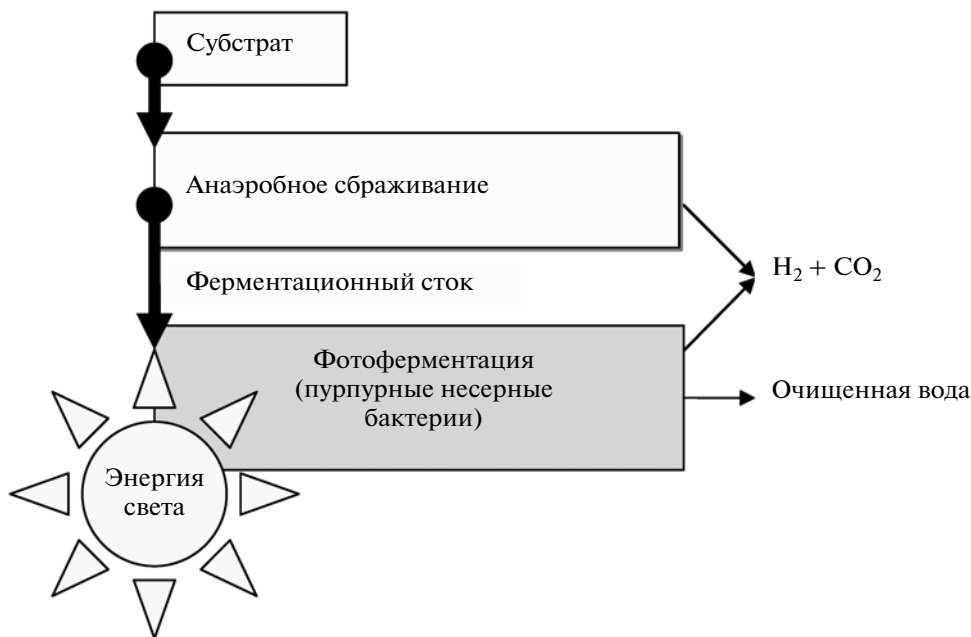 Субстрат
Анаэробное сбраживание
Ферментационный сток
H₂ + CO₂
Фотоферментация
(пурпурные несерные
бактерии)
Очищенная вода
Энергия
света